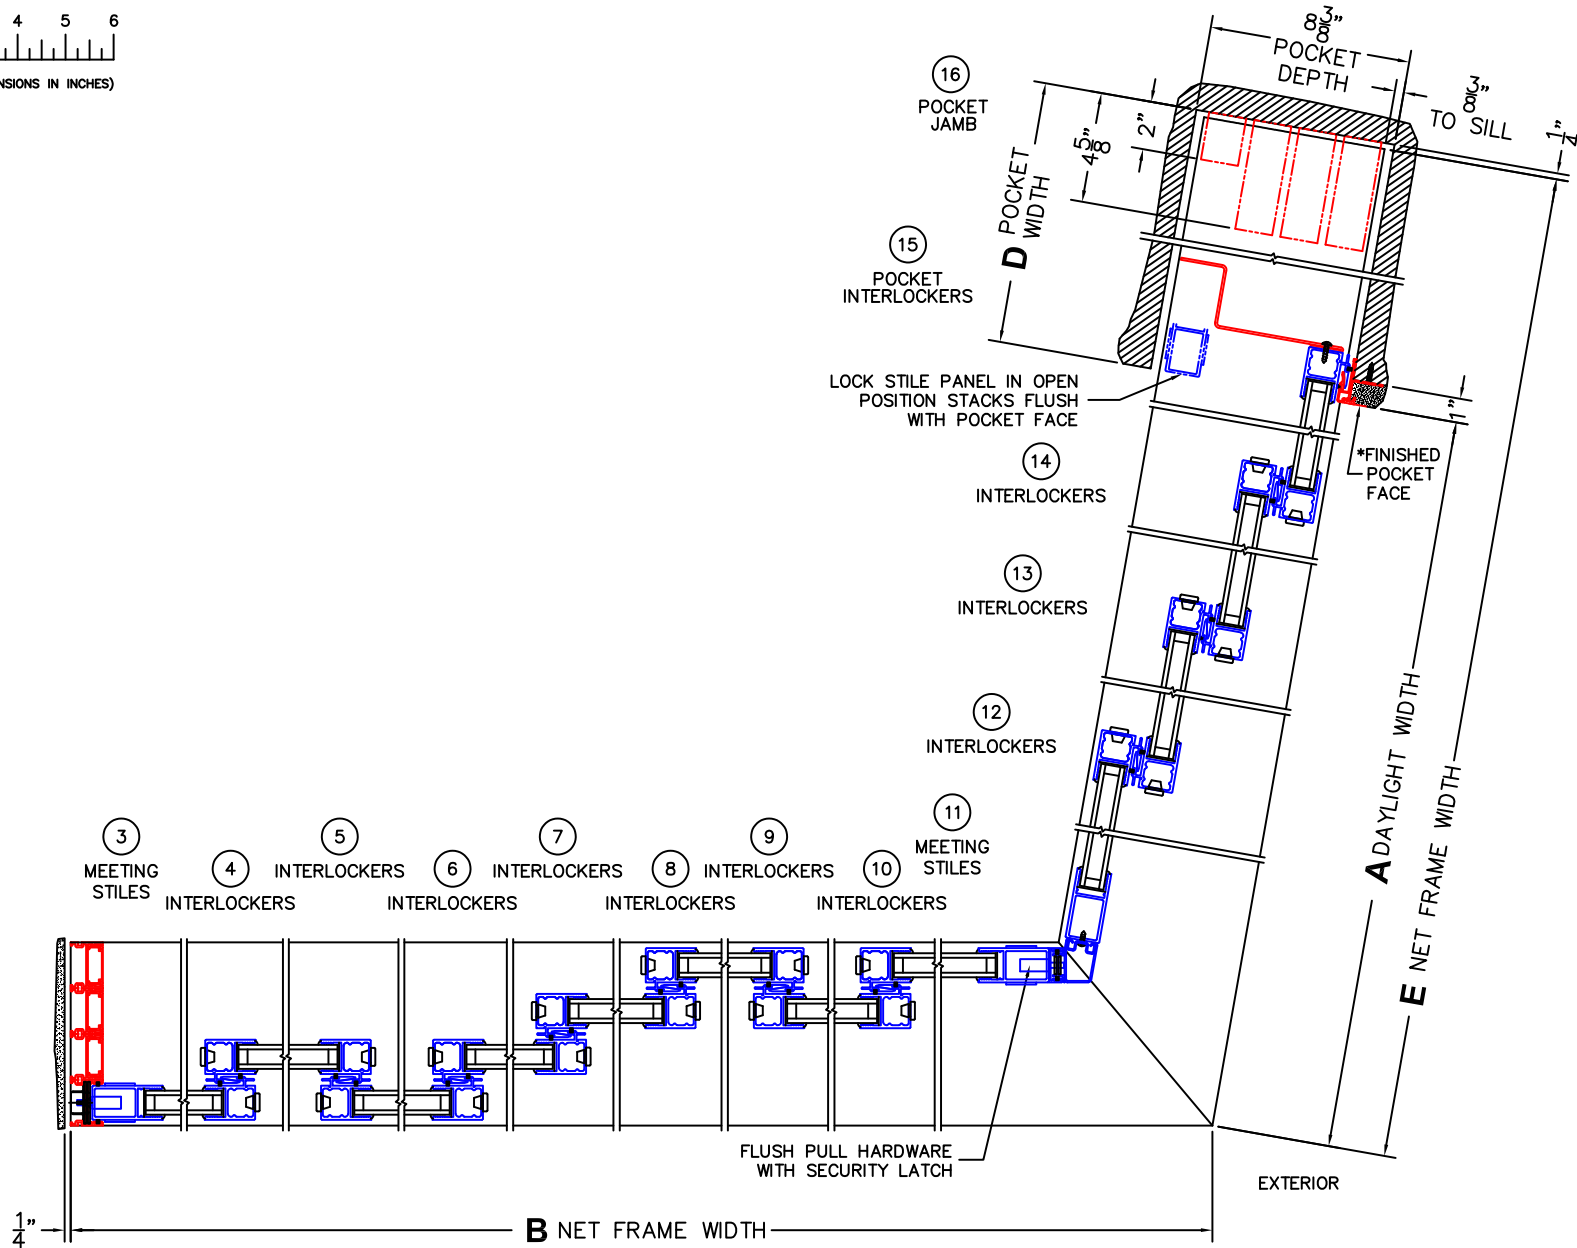 4 5 6
NSIONS IN INCHES)
8 3/8"
POCKET
DEPTH
3/8"
TO SILL
1/4"
16
POCKET
JAMB
2"
4 5/8"
D POCKET
WIDTH
15
POCKET
INTERLOCKERS
LOCK STILE PANEL IN OPEN
POSITION STACKS FLUSH
WITH POCKET FACE
1"
*FINISHED
POCKET
FACE
14
INTERLOCKERS
13
INTERLOCKERS
12
INTERLOCKERS
A DAYLIGHT WIDTH
E NET FRAME WIDTH
3
MEETING
STILES
4
INTERLOCKERS
5
INTERLOCKERS
6
INTERLOCKERS
7
INTERLOCKERS
8
INTERLOCKERS
9
INTERLOCKERS
10
INTERLOCKERS
11
MEETING
STILES
FLUSH PULL HARDWARE
WITH SECURITY LATCH
EXTERIOR
1/4"
B NET FRAME WIDTH